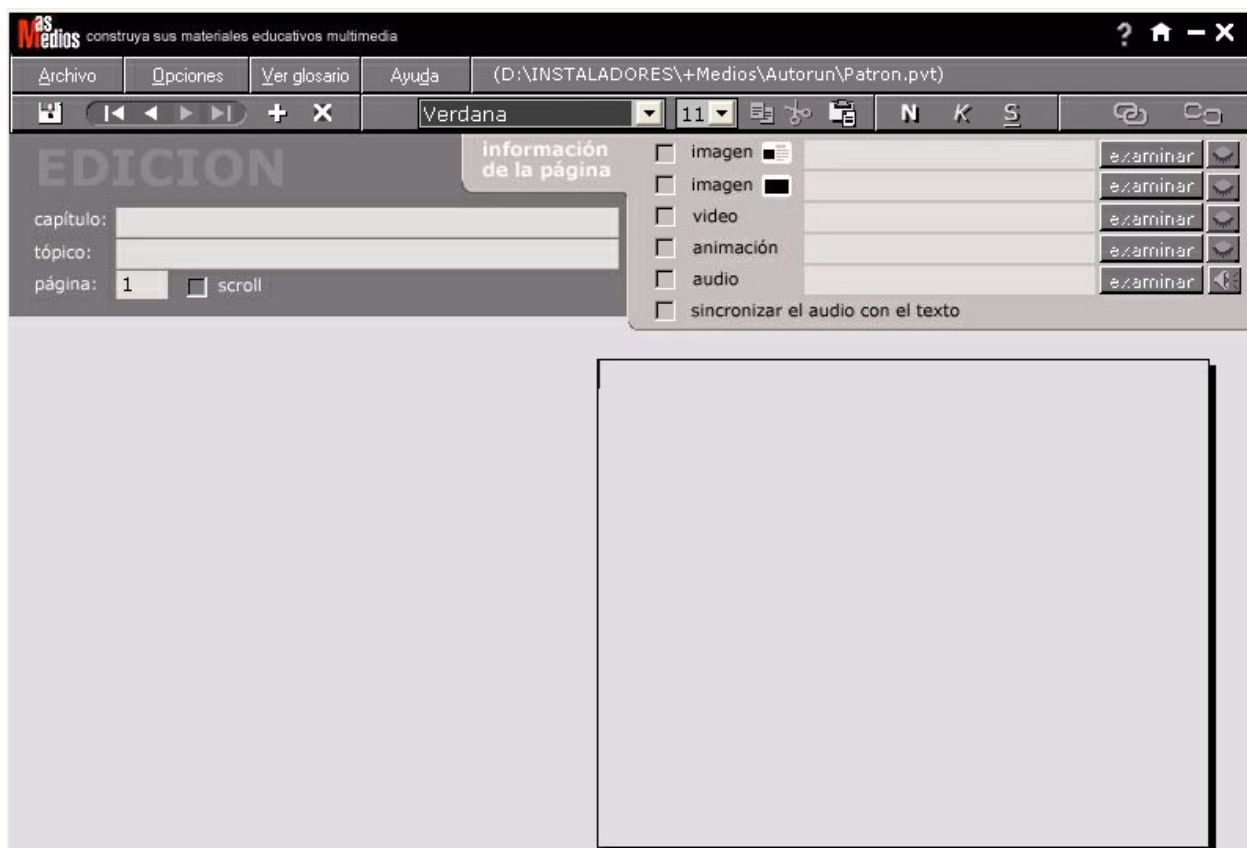 Mas Medios construya sus materiales educativos multimedia ?
Archivo Opciones Ver glosario Ayuda (D:\INSTALADORES\+Medios\Autorun\Patron.pvt)
Verdana 11 N K S
EDICION
información
de la página
capítulo:
tópico:
página: 1 scroll
imagen examinar
imagen examinar
video examinar
animación examinar
audio examinar
sincronizar el audio con el texto